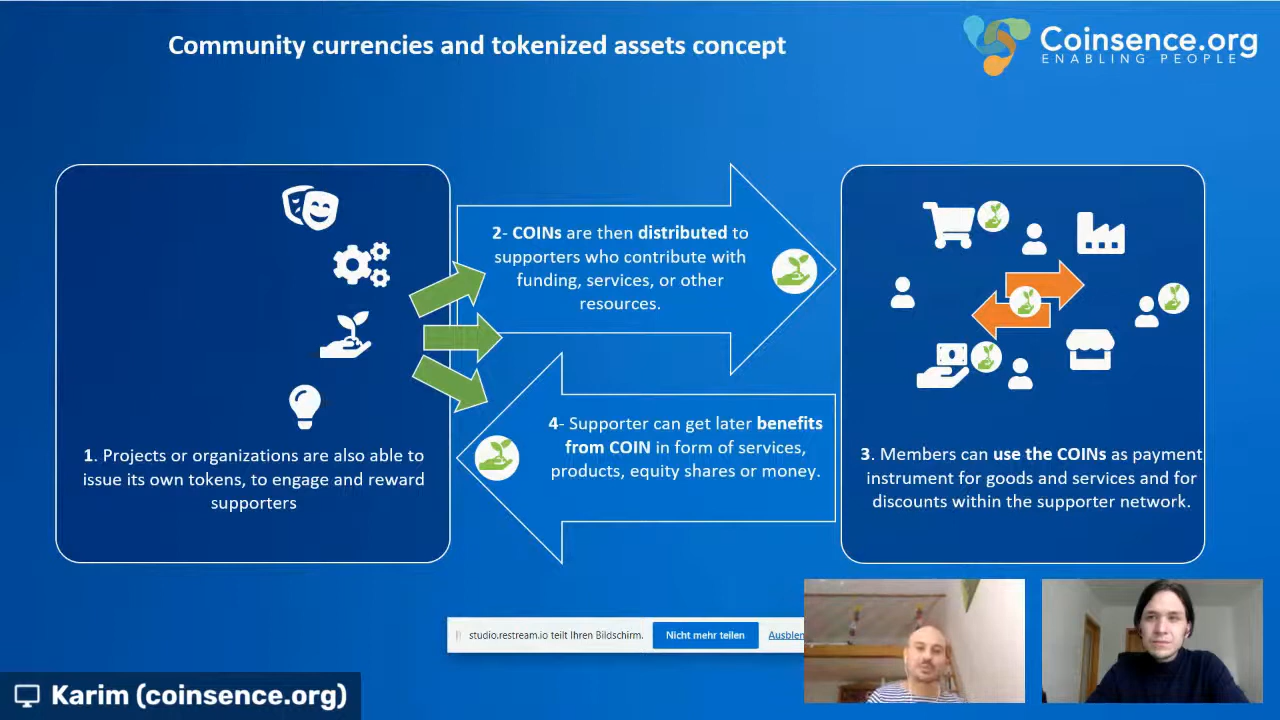 Community currencies and tokenized assets concept
Coinsence.org
ENABLING PEOPLE
2- COINs are then distributed to
supporters who contribute with
funding, services, or other
resources.
4- Supporter can get later benefits
from COIN in form of services,
products, equity shares or money.
1. Projects or organizations are also able to
issue its own tokens, to engage and reward
supporters
3. Members can use the COINs as payment
instrument for goods and services and for
discounts within the supporter network.
studio.restream.io teilt Ihren Bildschirm.
Nicht mehr teilen
Ausblen
Karim (coinsence.org)